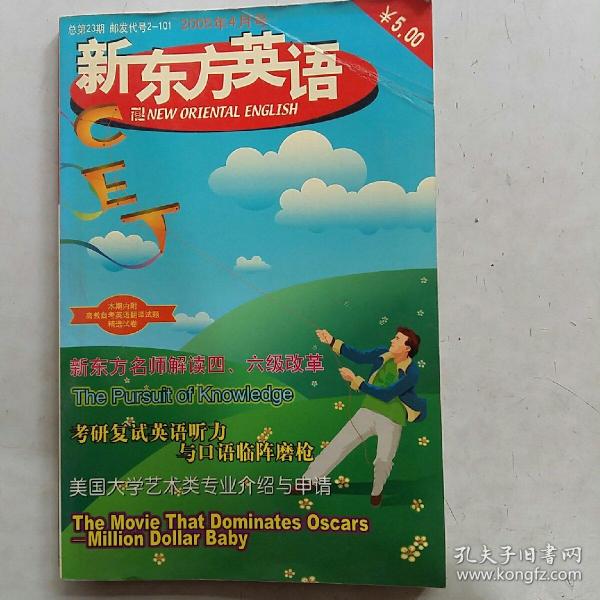 总第23期 邮发代号2-101 2005年4月号
¥5.00
新东方英语
NEW ORIENTAL ENGLISH
CET
本期内附
高教自考英语翻译试题
精选试卷
新东方名师解读四、六级改革
The Pursuit of Knowledge
考研复试英语听力
与口语临阵磨枪
美国大学艺术类专业介绍与申请
The Movie That Dominates Oscars
—Million Dollar Baby
孔夫子旧书网
www.kongfz.com